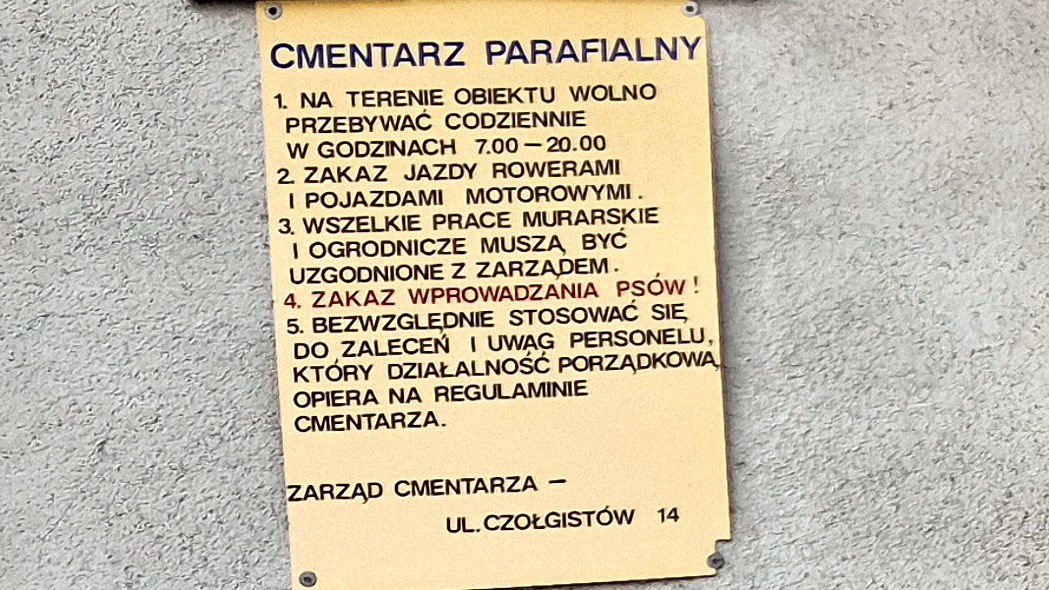 CMENTARZ PARAFIALNY
1. NA TERENIE OBIEKTU WOLNO
PRZEBYWAĆ CODZIENNIE
W GODZINACH 7.00 – 20.00
2. ZAKAZ JAZDY ROWERAMI
I POJAZDAMI MOTOROWYMI.
3. WSZELKIE PRACE MURARSKIE
I OGRODNICZE MUSZĄ BYĆ
UZGODNIONE Z ZARZĄDEM.
4. ZAKAZ WPROWADZANIA PSÓW!
5. BEZWZGLĘDNIE STOSOWAĆ SIĘ
DO ZALECEŃ I UWAG PERSONELU,
KTÓRY DZIAŁALNOŚĆ PORZĄDKOWĄ
OPIERA NA REGULAMINIE
CMENTARZA.
ZARZĄD CMENTARZA –
UL. CZOŁGISTÓW 14